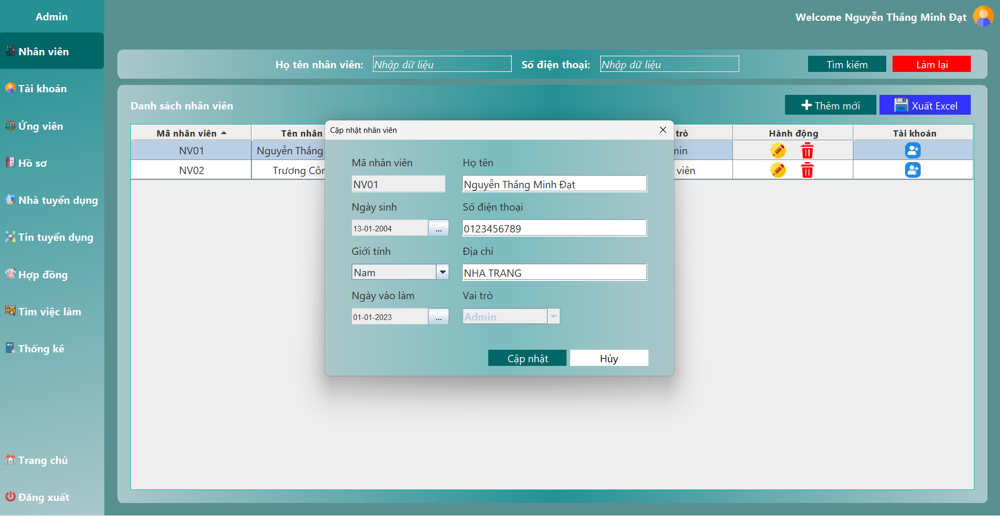 Admin
Welcome Nguyễn Thắng Minh Đạt
Nhân viên
Tài khoản
Ứng viên
Hồ sơ
Nhà tuyển dụng
Tin tuyển dụng
Hợp đồng
Tìm việc làm
Thống kê
Trang chủ
Đăng xuất
Họ tên nhân viên: Nhập dữ liệu Số điện thoại: Nhập dữ liệu Tìm kiếm Làm lại
Danh sách nhân viên Thêm mới Xuất Excel
Mã nhân viên Tên nhân trò Hành động Tài khoản
NV01 Nguyễn Thắng min
NV02 Trương Côn viên
Cập nhật nhân viên
Mã nhân viên Họ tên
NV01 Nguyễn Thắng Minh Đạt
Ngày sinh Số điện thoại
13-01-2004 ... 0123456789
Giới tính Địa chỉ
Nam NHA TRANG
Ngày vào làm Vai trò
01-01-2023 ... Admin
Cập nhật Hủy